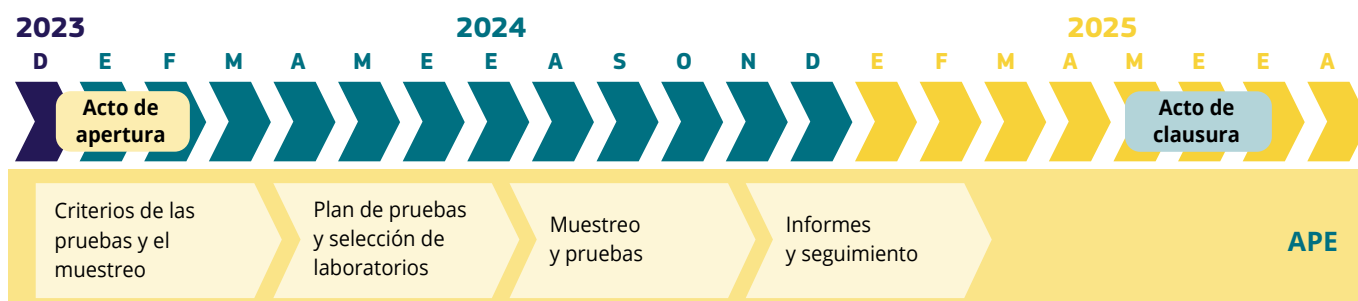 2023 2024 2025
D E F M A M E E A S O N D E F M A M E E A
Acto de
apertura
Acto de
clausura
Criterios de las
pruebas y el
muestreo
Plan de pruebas
y selección de
laboratorios
Muestreo
y pruebas
Informes
y seguimiento
APE